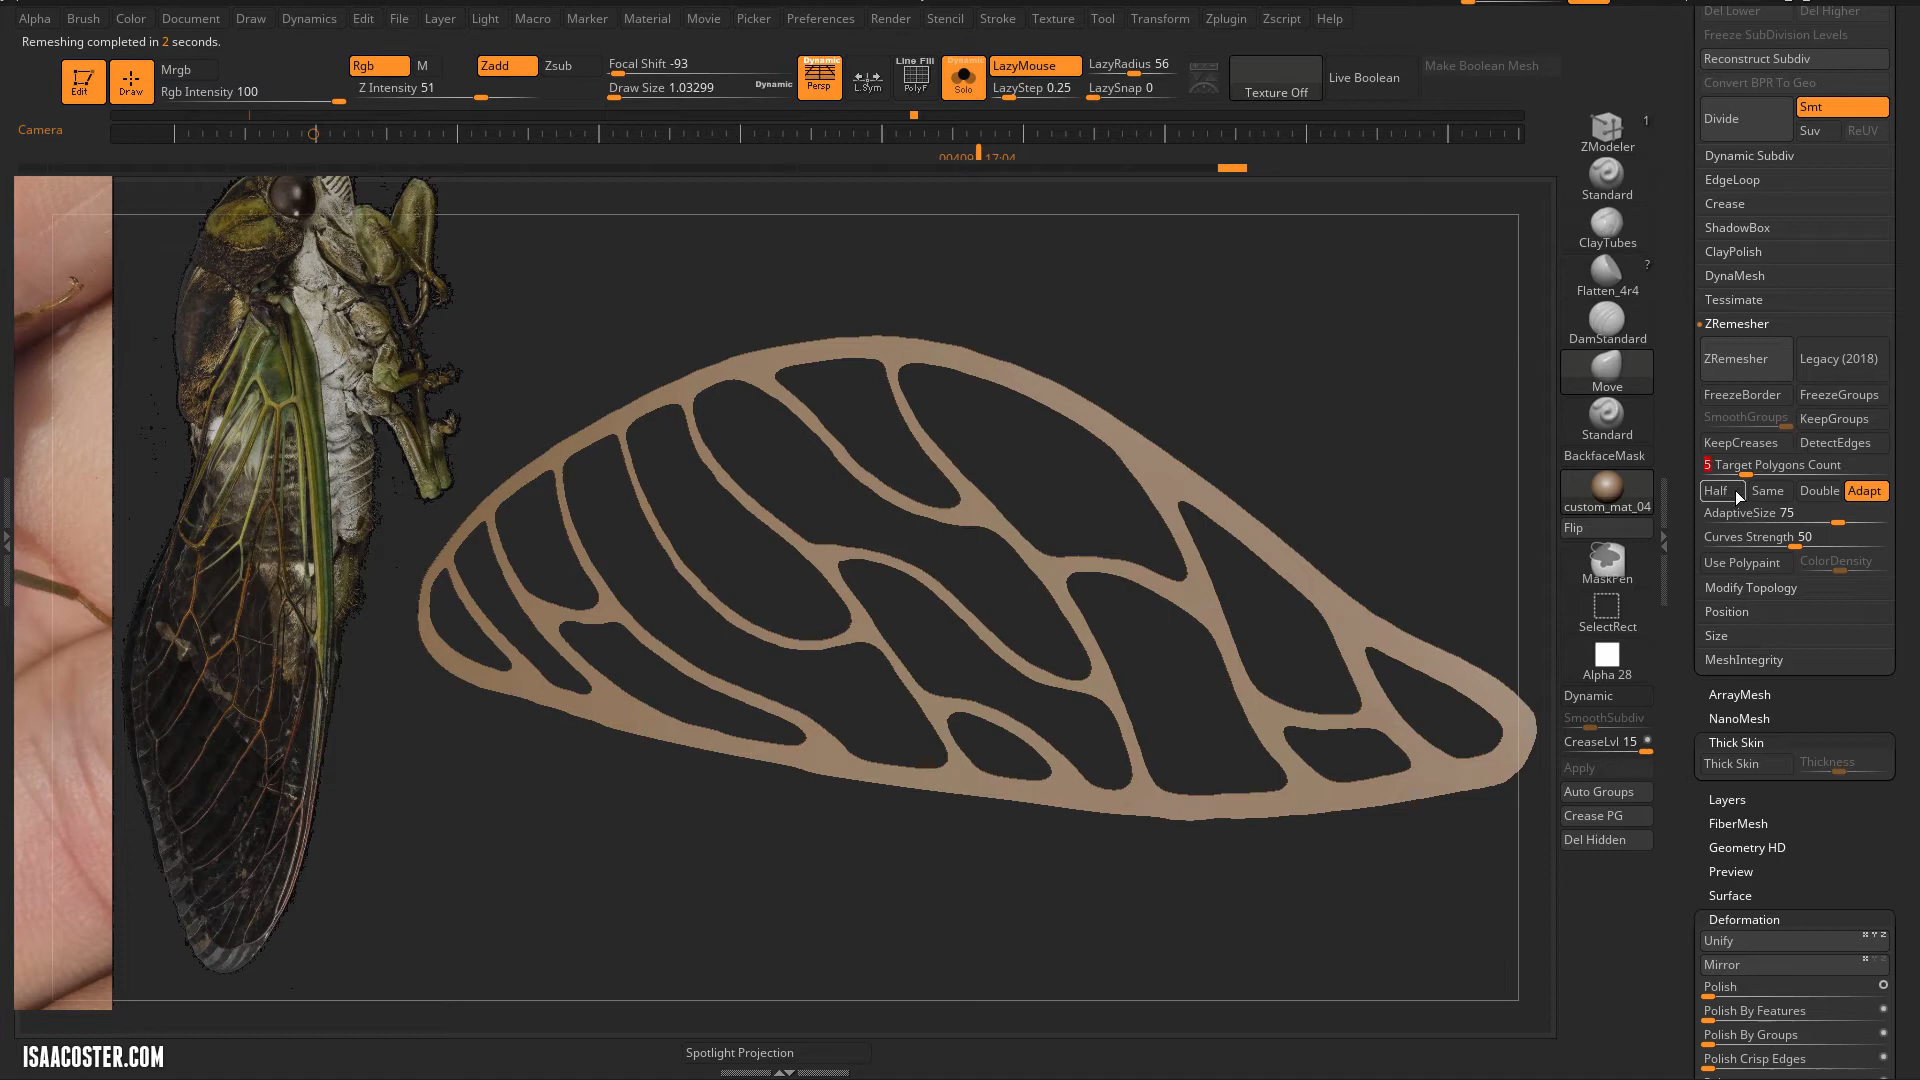 Alpha Brush Camera Color Document Draw Dynamics Edit File Layer Light Macro Marker Material Movie Picker Preferences Render Stencil Stroke Texture Tool Transform Zplugin Zscript Help
Remeshing completed in 2 seconds.
Edit
Draw
Mrgb
Rgb Intensity 100
Rgb
M
Z Intensity 51
Zadd
Zsub
Focal Shift -93
Draw Size 1.03299
Dynamic
Dynamic
Persp
L.Sym
Line Fill
PolyF
Dynamic
Solo
LazyMouse
LazyRadius 56
LazyStep 0.25
LazySnap 0
Texture Off
Live Boolean
Make Boolean Mesh
Camera
00409 17:04
ZModeler
1
Standard
ClayTubes
Flatten_4r4
?
DamStandard
Move
Standard
BackfaceMask
custom_mat_04
Flip
MaskPen
SelectRect
Alpha 28
Dynamic
SmoothSubdiv
CreaseLvl 15
Apply
Auto Groups
Crease PG
Del Hidden
Del Lower
Del Higher
Freeze SubDivision Levels
Reconstruct Subdiv
Convert BPR To Geo
Divide
Smt
Suv
ReUV
Dynamic Subdiv
EdgeLoop
Crease
ShadowBox
ClayPolish
DynaMesh
Tessimate
ZRemesher
ZRemesher
Legacy (2018)
FreezeBorder
FreezeGroups
SmoothGroups
KeepGroups
KeepCreases
DetectEdges
5 Target Polygons Count
Half
Same
Double
Adapt
AdaptiveSize 75
Curves Strength 50
Use Polypaint
ColorDensity
Modify Topology
Position
Size
MeshIntegrity
ArrayMesh
NanoMesh
Thick Skin
Thick Skin
Thickness
Layers
FiberMesh
Geometry HD
Preview
Surface
Deformation
Unify
Mirror
Polish
Polish By Features
Polish By Groups
Polish Crisp Edges
Spotlight Projection
ISAACOSTER.COM